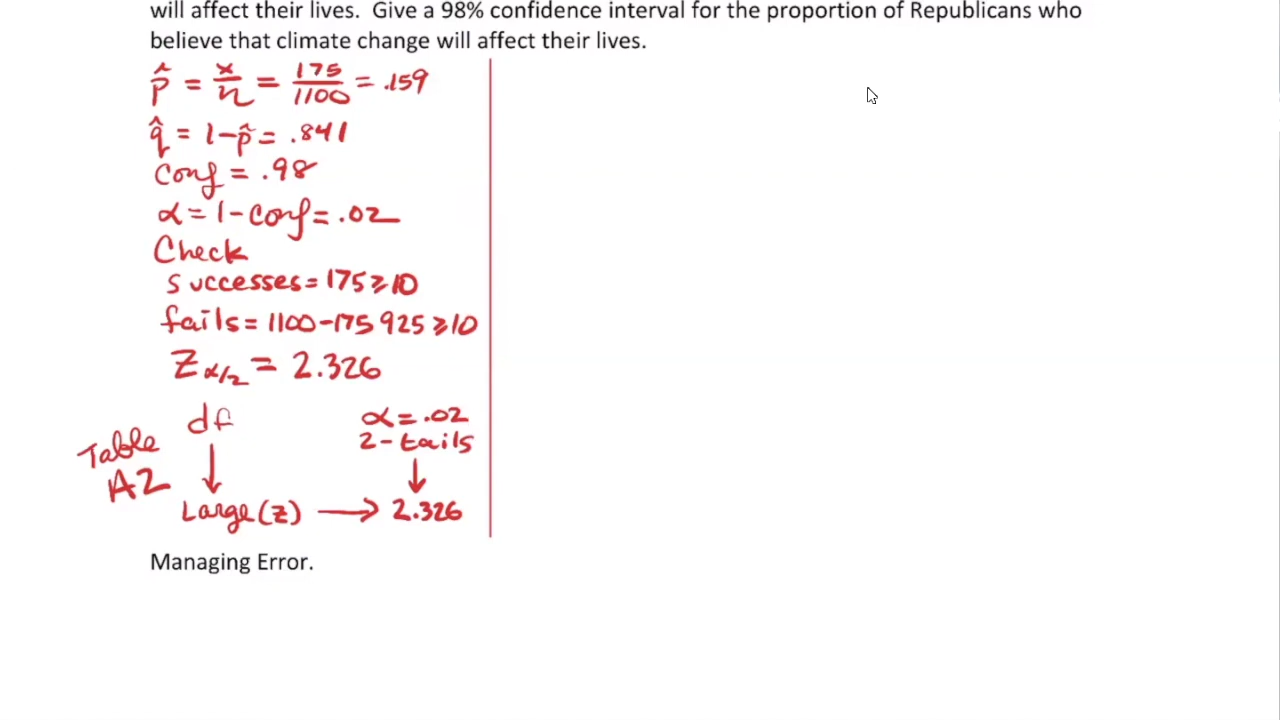 will affect their lives. Give a 98% confidence interval for the proportion of Republicans who
believe that climate change will affect their lives.
p̂ = x/n = 175/1100 = .159
q̂ = 1-p̂ = .841
Conf = .98
α = 1-Conf = .02
Check
successes = 175 ≥ 10
fails = 1100-175 925 ≥ 10
Z α/2 = 2.326
df
α = .02
2-tails
Table
A2
Large(z) → 2.326
Managing Error.